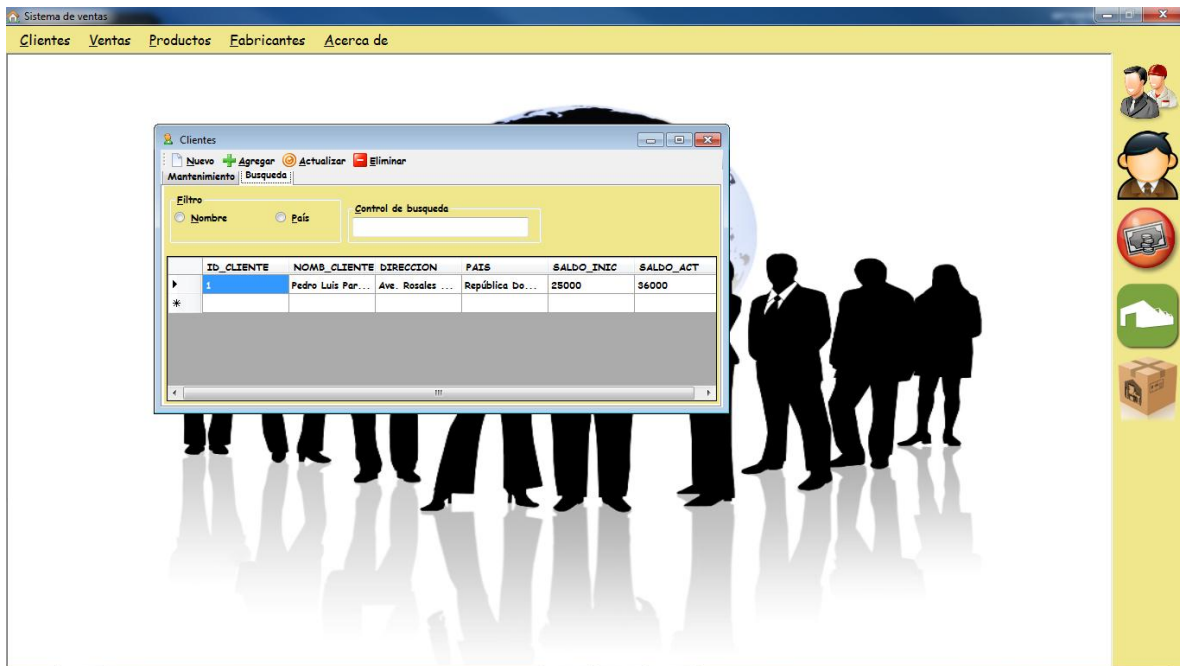 Sistema de ventas
Clientes Ventas Productos Fabricantes Acerca de
Clientes
Nuevo Agregar Actualizar Eliminar
Mantenimiento Busqueda
Filtro
Control de busqueda
Nombre País
ID_CLIENTE NOMB_CLIENTE DIRECCION PAIS SALDO_INIC SALDO_ACT
1 Pedro Luis Par... Ave. Rosales ... República Do... 25000 36000